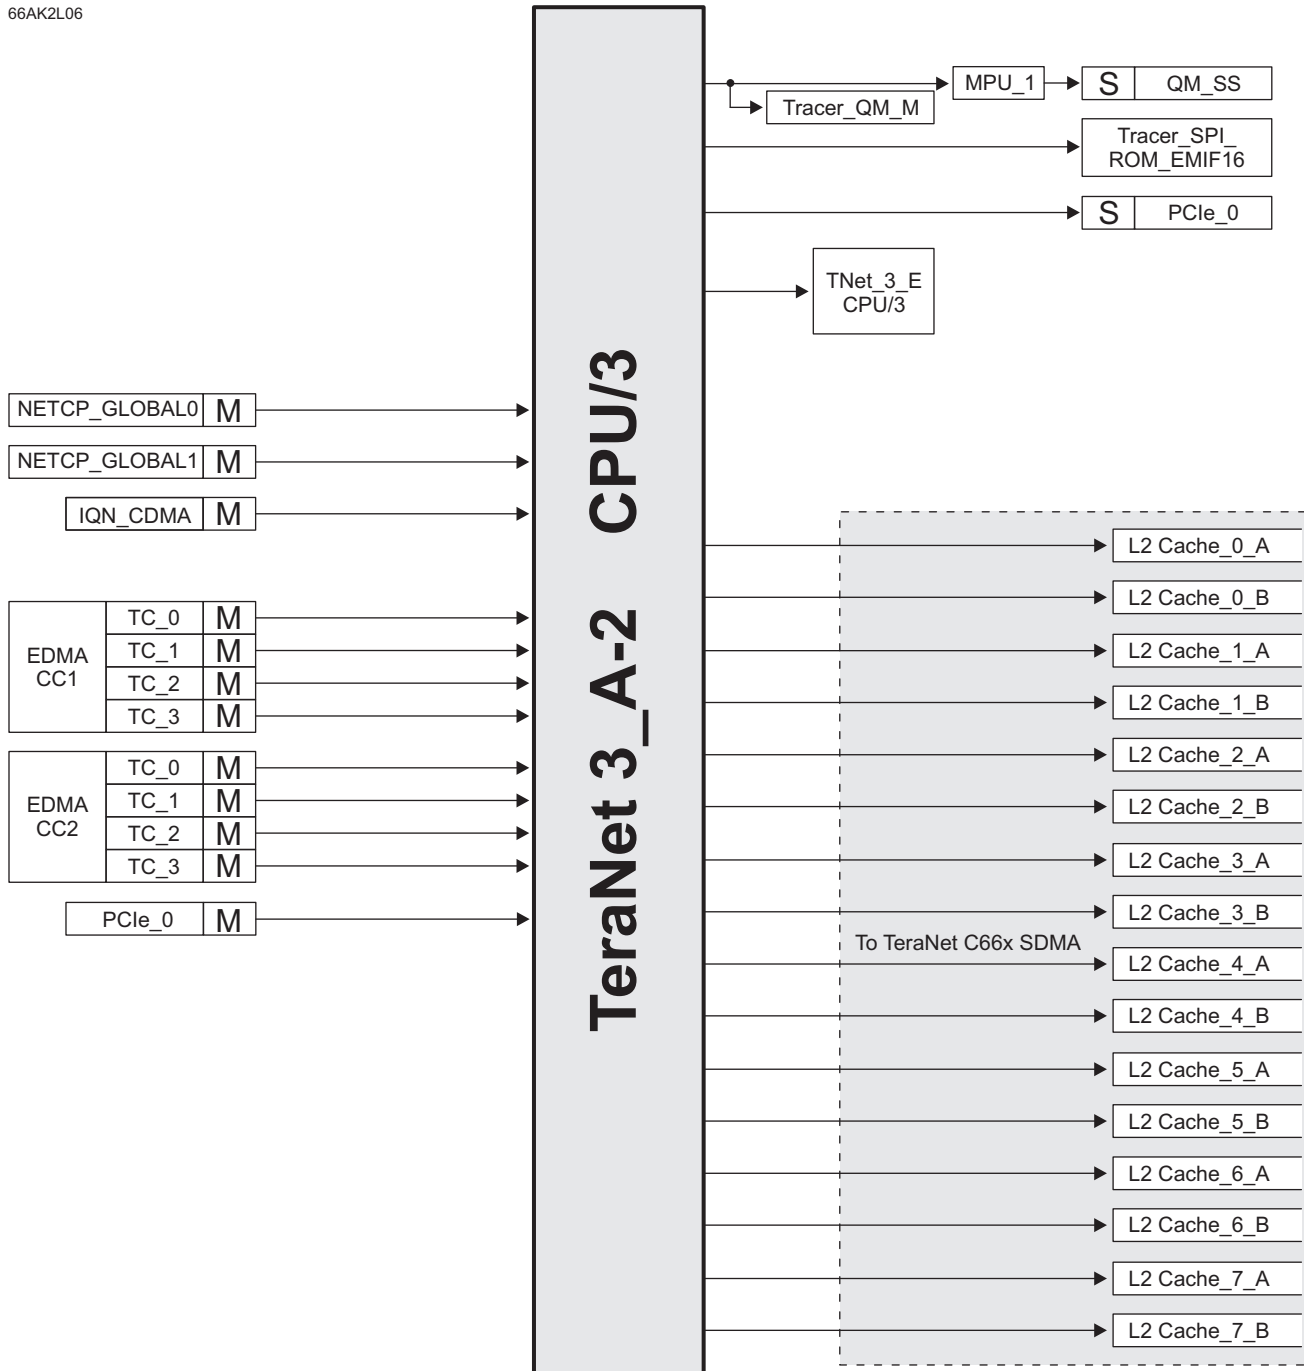 66AK2L06
MPU_1
S
QM_SS
Tracer_QM_M
Tracer_SPI_
ROM_EMIF16
S
PCIe_0
TNet_3_E
CPU/3
TeraNet 3_A-2 CPU/3
NETCP_GLOBAL0
M
NETCP_GLOBAL1
M
IQN_CDMA
M
EDMA
CC1
TC_0
M
TC_1
M
TC_2
M
TC_3
M
EDMA
CC2
TC_0
M
TC_1
M
TC_2
M
TC_3
M
PCIe_0
M
L2 Cache_0_A
L2 Cache_0_B
L2 Cache_1_A
L2 Cache_1_B
L2 Cache_2_A
L2 Cache_2_B
L2 Cache_3_A
L2 Cache_3_B
To TeraNet C66x SDMA
L2 Cache_4_A
L2 Cache_4_B
L2 Cache_5_A
L2 Cache_5_B
L2 Cache_6_A
L2 Cache_6_B
L2 Cache_7_A
L2 Cache_7_B